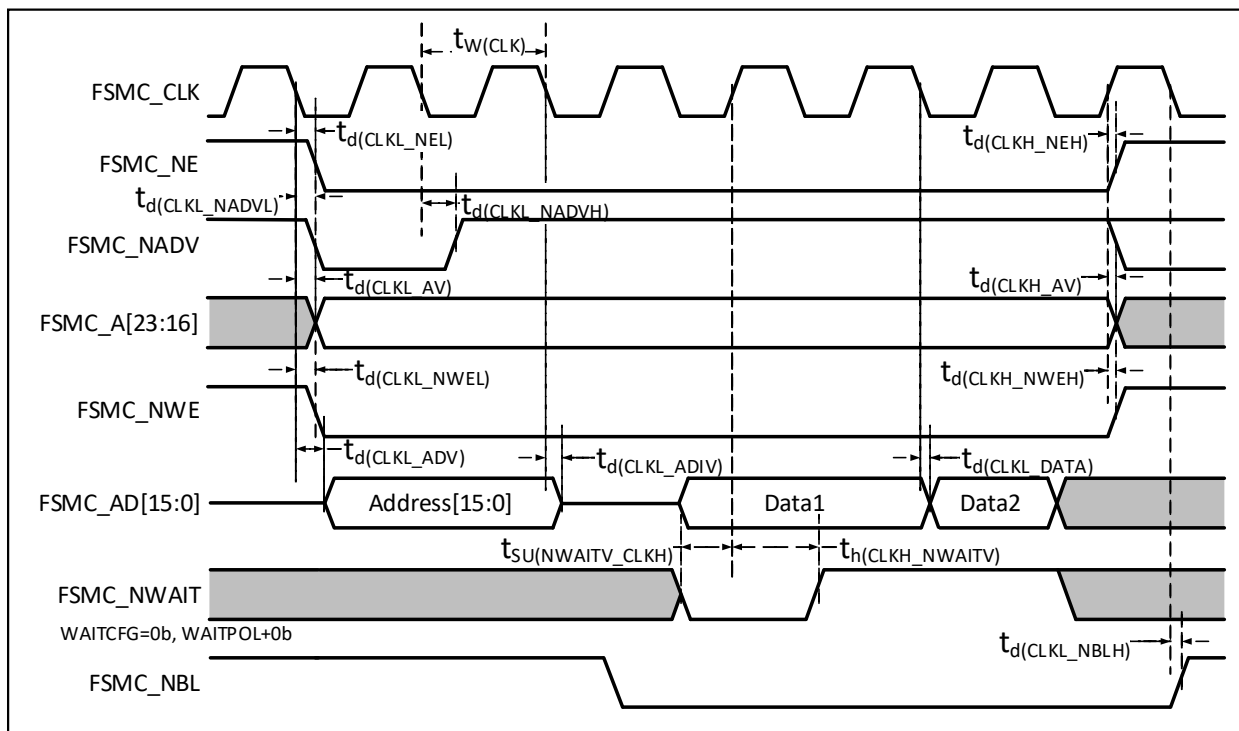 tW(CLK)
FSMC_CLK
td(CLKL_NEL)
td(CLKH_NEH)
FSMC_NE
td(CLKL_NADVL)
td(CLKL_NADVH)
FSMC_NADV
td(CLKL_AV)
td(CLKH_AV)
FSMC_A[23:16]
td(CLKL_NWEL)
td(CLKH_NWEH)
FSMC_NWE
td(CLKL_ADV)
td(CLKL_ADIV)
td(CLKL_DATA)
FSMC_AD[15:0]
Address[15:0]
Data1
Data2
tSU(NWAITV_CLKH)
th(CLKH_NWAITV)
FSMC_NWAIT
WAITCFG=0b, WAITPOL+0b
td(CLKL_NBLH)
FSMC_NBL